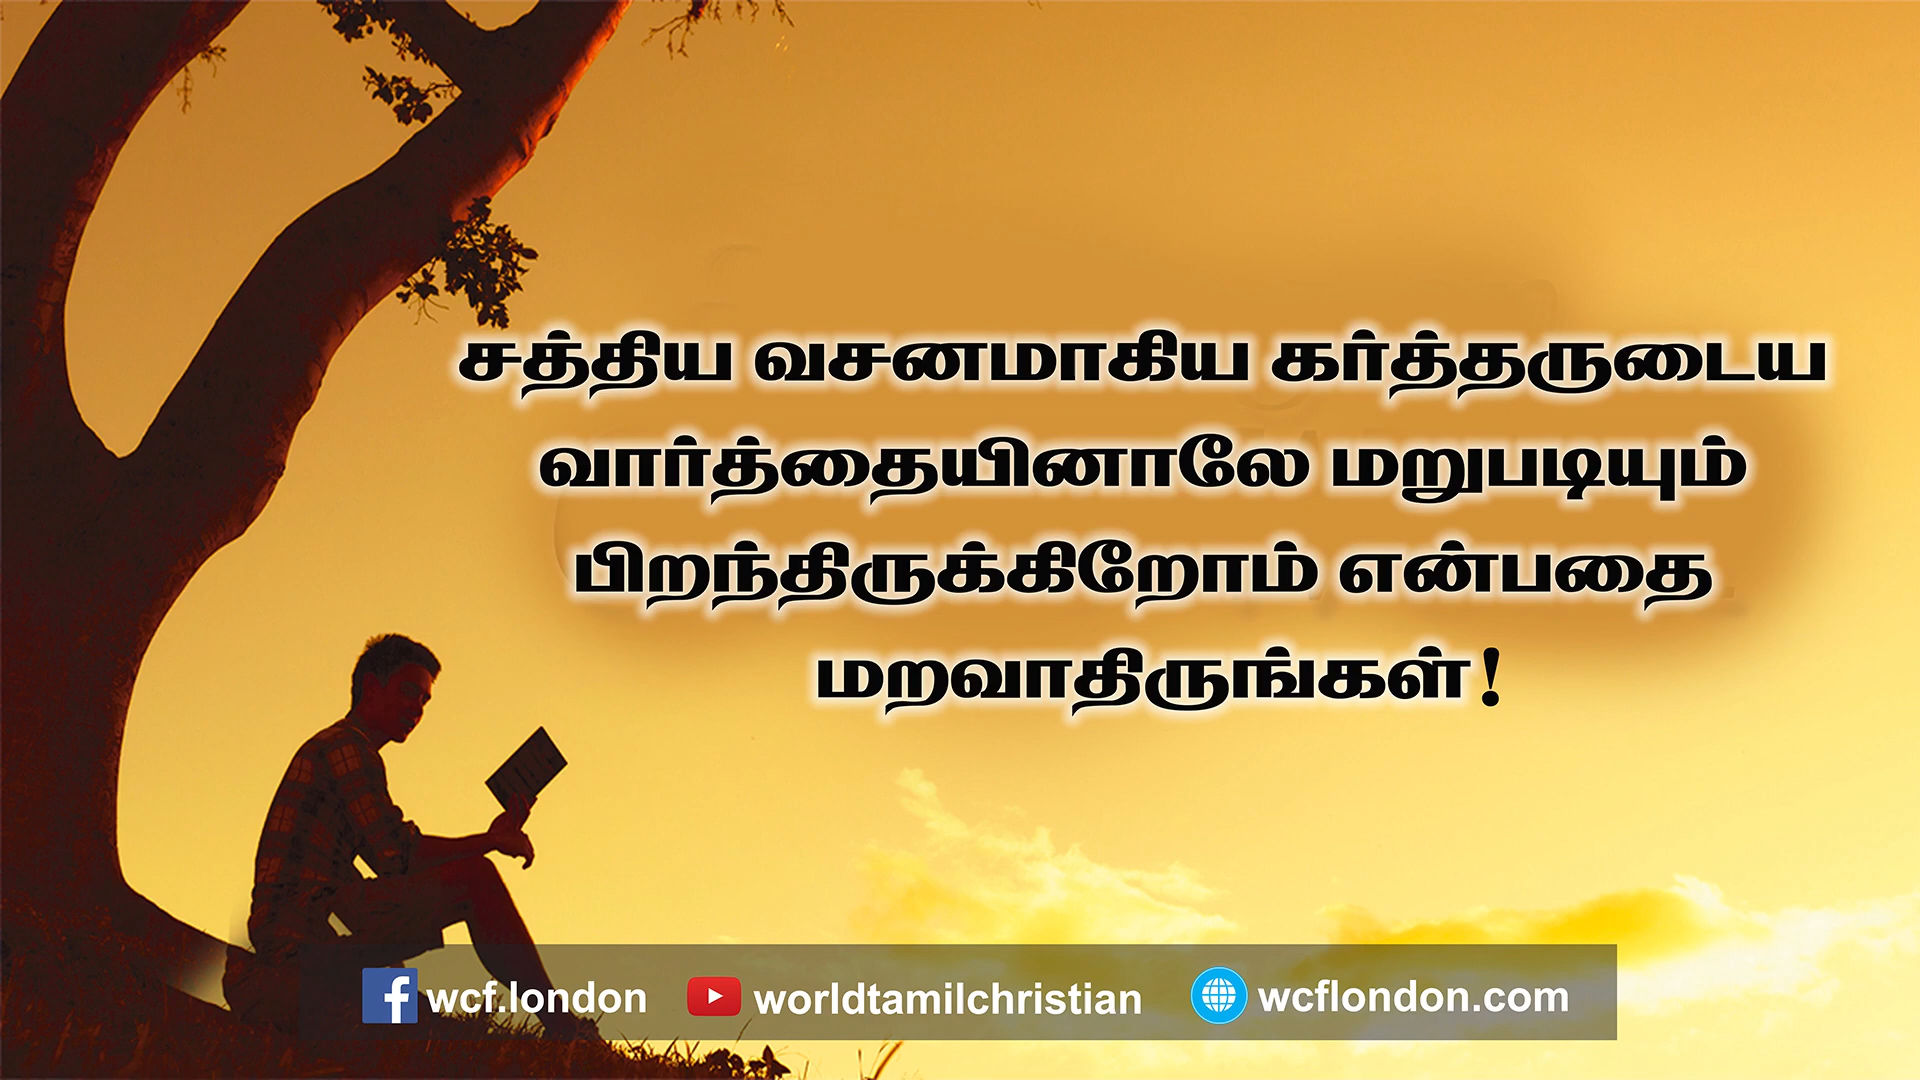 சத்திய வசனமாகிய கர்த்தருடைய
வார்த்தையினாலே மறுபடியும்
பிறந்திருக்கிறோம் என்பதை
மறவாதிருங்கள்!
wcf.london worldtamilchristian wcflondon.com